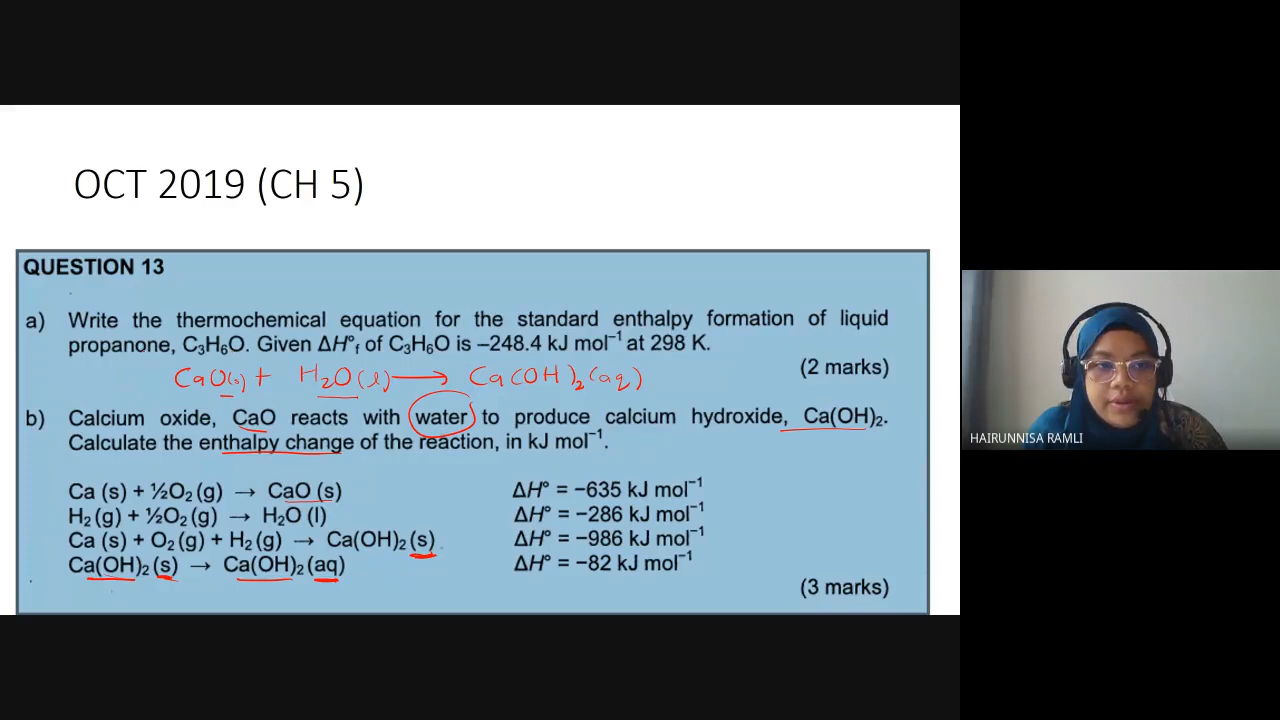 OCT 2019 (CH 5)
QUESTION 13
a) Write the thermochemical equation for the standard enthalpy formation of liquid
propanone, C₃H₆O. Given ΔH°f of C₃H₆O is –248.4 kJ mol⁻¹ at 298 K.
(2 marks)
CaO(s) + H₂O(l) ⟶ Ca(OH)₂(aq)
b) Calcium oxide, CaO reacts with water to produce calcium hydroxide, Ca(OH)₂.
Calculate the enthalpy change of the reaction, in kJ mol⁻¹.
Ca (s) + ½O₂ (g) → CaO (s) ΔH° = −635 kJ mol⁻¹
H₂ (g) + ½O₂ (g) → H₂O (l) ΔH° = −286 kJ mol⁻¹
Ca (s) + O₂ (g) + H₂ (g) → Ca(OH)₂ (s) ΔH° = −986 kJ mol⁻¹
Ca(OH)₂ (s) → Ca(OH)₂ (aq) ΔH° = −82 kJ mol⁻¹
(3 marks)
HAIRUNNISA RAMLI